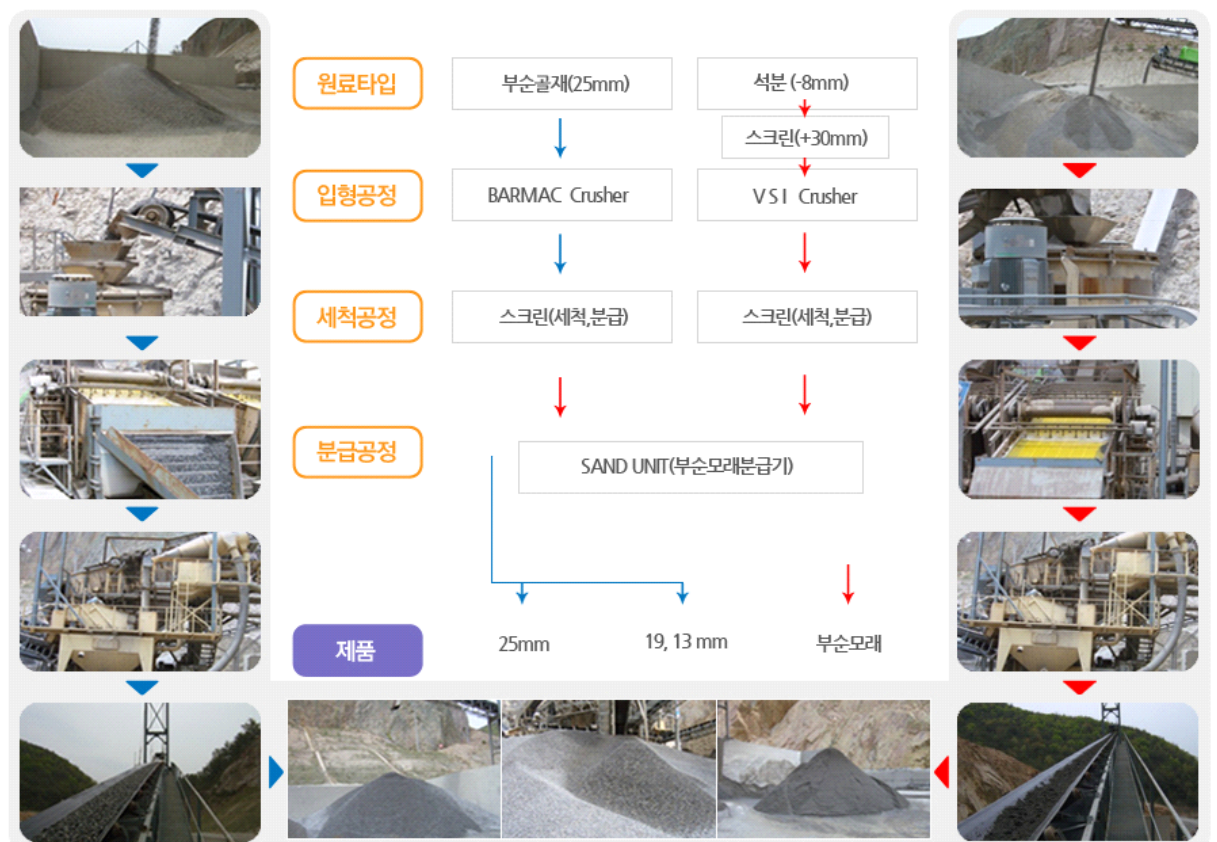 원료타입
부순골재(25mm)
석분 (-8mm)
스크린(+30mm)
입형공정
BARMAC Crusher
V S I Crusher
세척공정
스크린(세척,분급)
스크린(세척,분급)
분급공정
SAND UNIT(부순모래분급기)
제품
25mm
19, 13 mm
부순모래